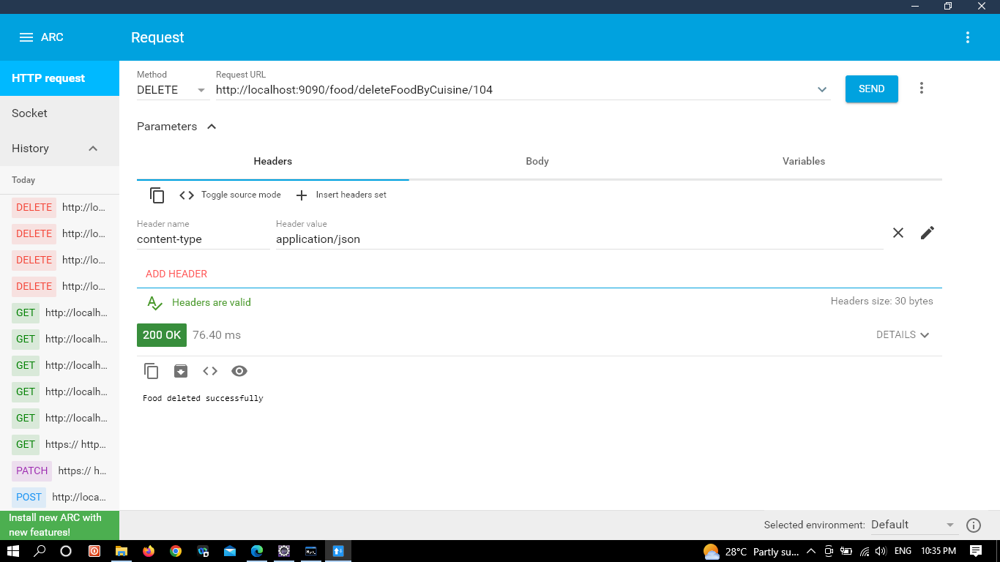 ARC
Request
HTTP request
Socket
History
Today
DELETE http://lo...
DELETE http://lo...
DELETE http://lo...
DELETE http://lo...
GET http://localh...
GET http://localh...
GET http://localh...
GET http://localh...
GET http://localh...
GET https:// http...
PATCH https:// h...
POST http://loca...
Install new ARC with
new features!
Method Request URL
DELETE http://localhost:9090/food/deleteFoodByCuisine/104 SEND
Parameters
Headers Body Variables
Toggle source mode Insert headers set
Header name Header value
content-type application/json
ADD HEADER
Headers are valid Headers size: 30 bytes
200 OK 76.40 ms DETAILS
Food deleted successfully
Selected environment: Default
28°C Partly su... ENG 10:35 PM